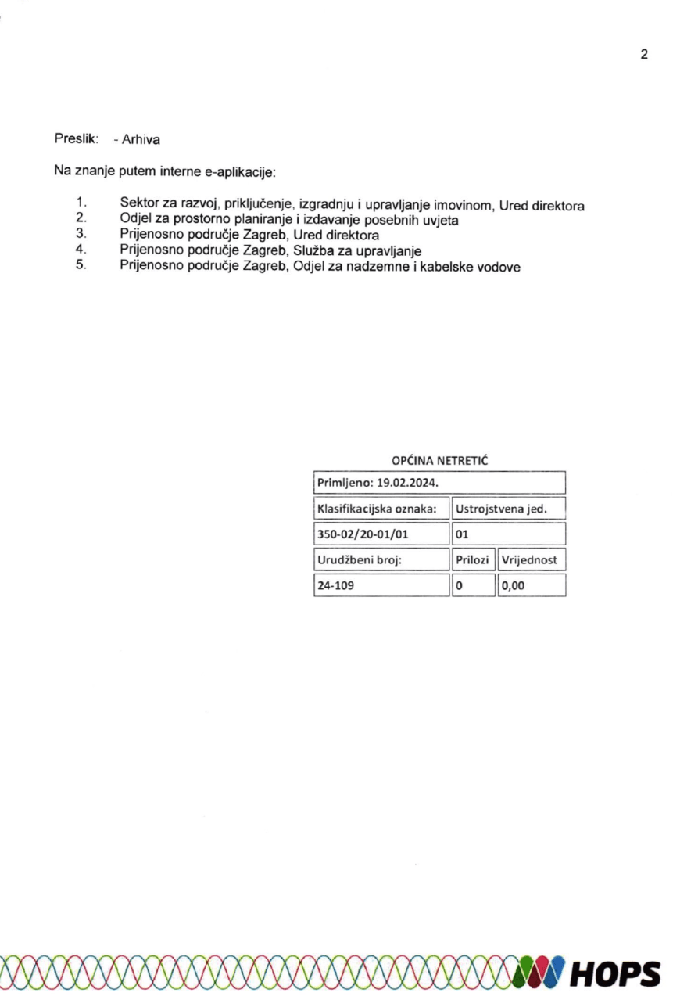 2
Preslik: - Arhiva
Na znanje putem interne e-aplikacije:
1. Sektor za razvoj, priključenje, izgradnju i upravljanje imovinom, Ured direktora
2. Odjel za prostorno planiranje i izdavanje posebnih uvjeta
3. Prijenosno područje Zagreb, Ured direktora
4. Prijenosno područje Zagreb, Služba za upravljanje
5. Prijenosno područje Zagreb, Odjel za nadzemne i kabelske vodove
OPĆINA NETRETIĆ
Primljeno: 19.02.2024.
Klasifikacijska oznaka: Ustrojstvena jed.
350-02/20-01/01 01
Urudžbeni broj: Prilozi Vrijednost
24-109 0 0,00
HOPS